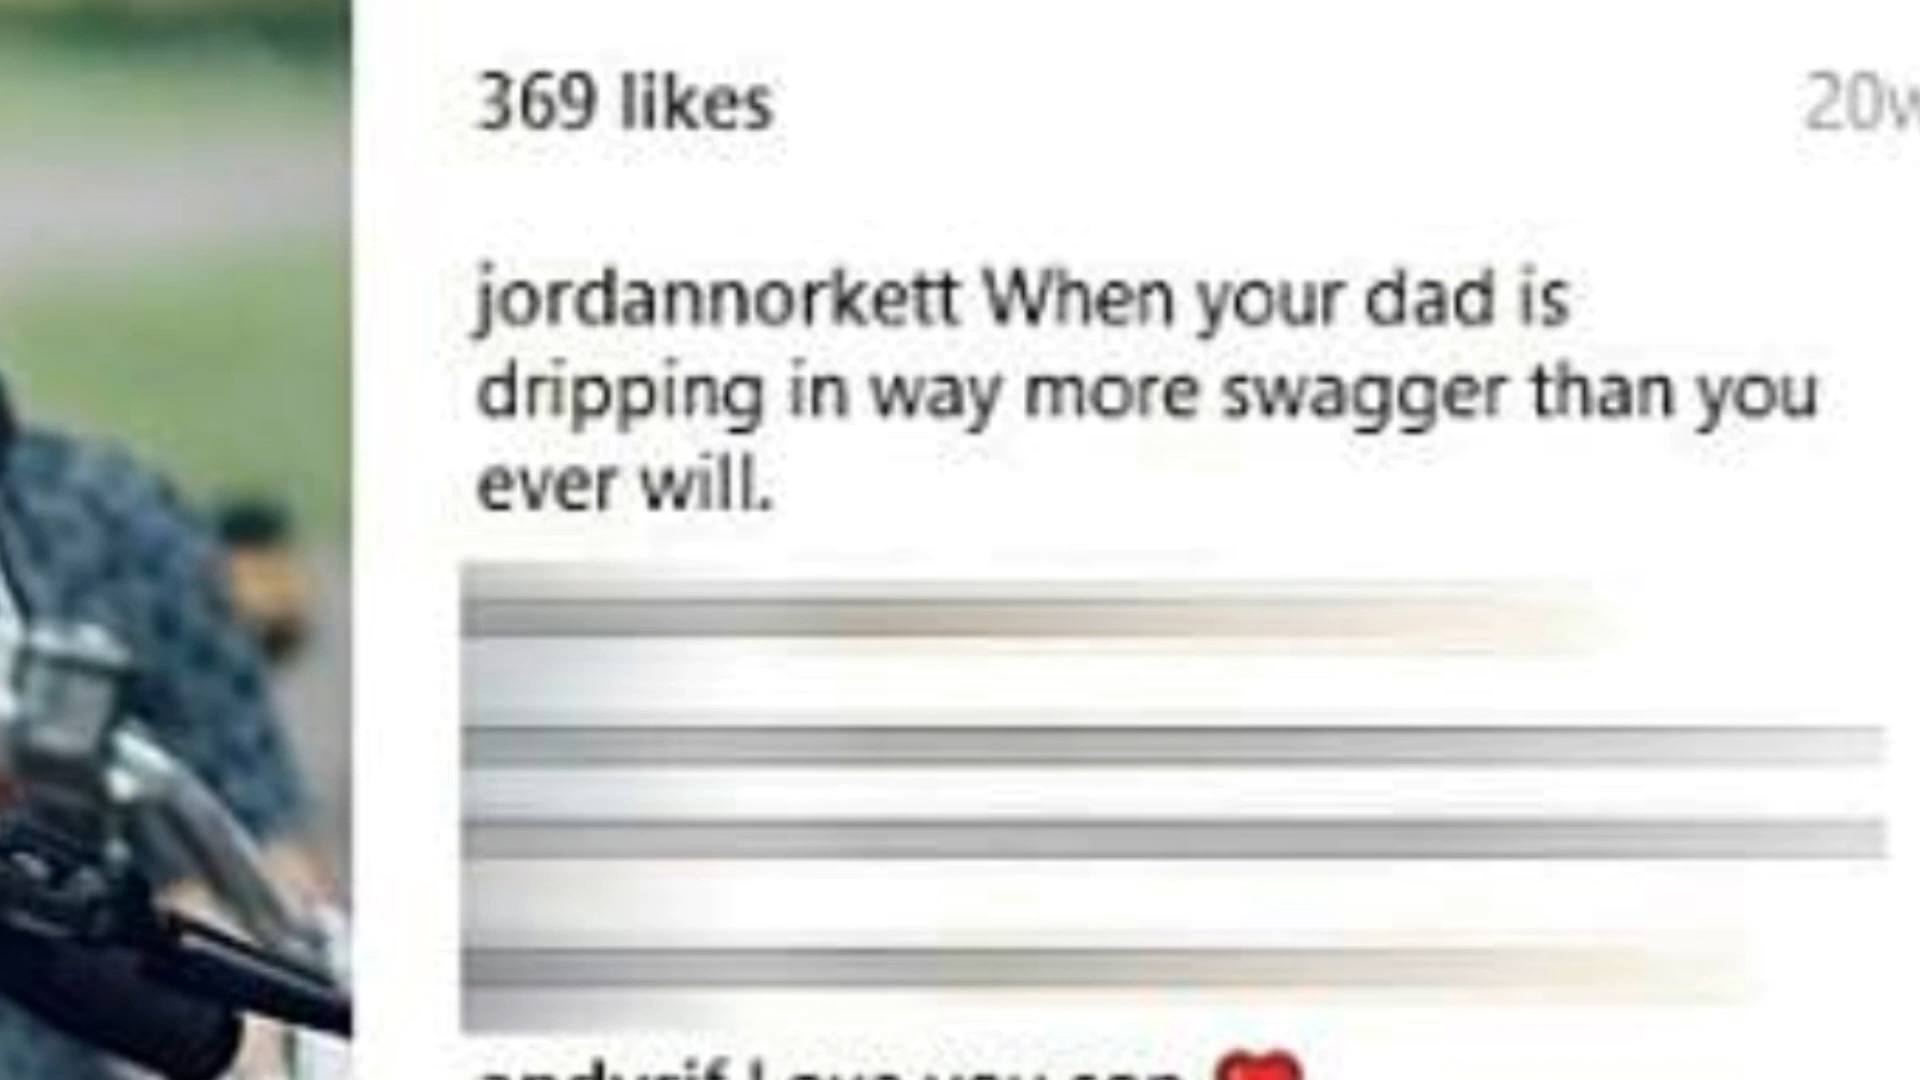 369 likes
jordannorkett When your dad is
dripping in way more swagger than you
ever will.